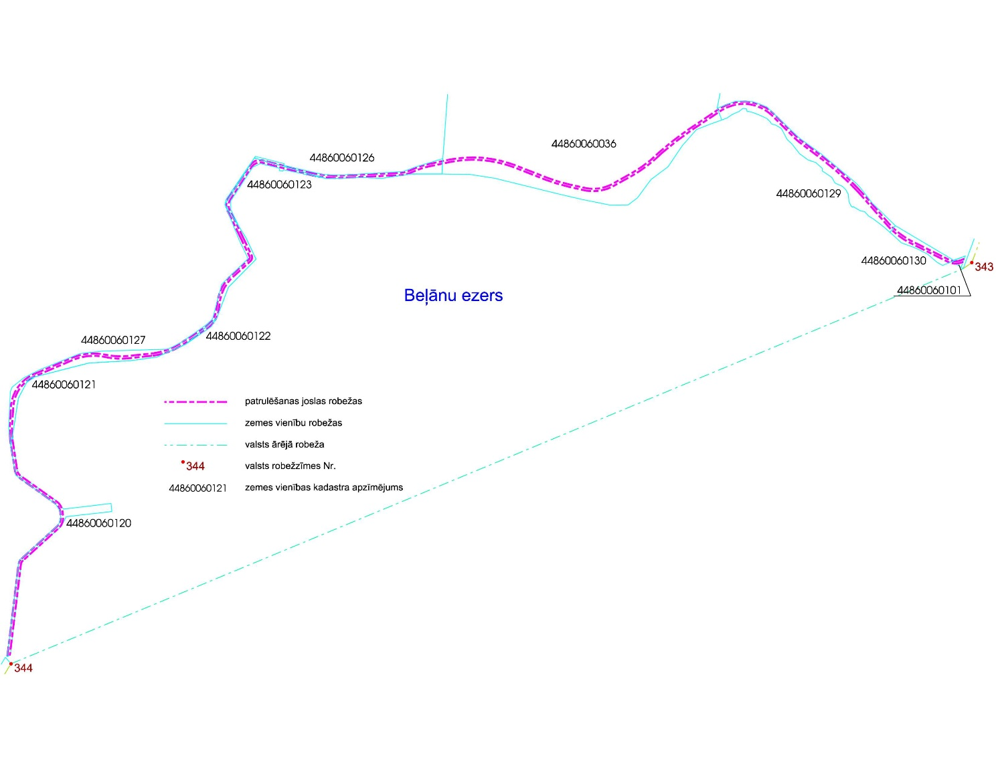 44860060036
44860060126
44860060123
44860060129
44860060130
343
44860060101
Beļānu ezers
44860060122
44860060127
44860060121
patrulēšanas joslas robežas
zemes vienību robežas
valsts ārējā robeža
344 valsts robežzīmes Nr.
44860060121 zemes vienības kadastra apzīmējums
44860060120
344